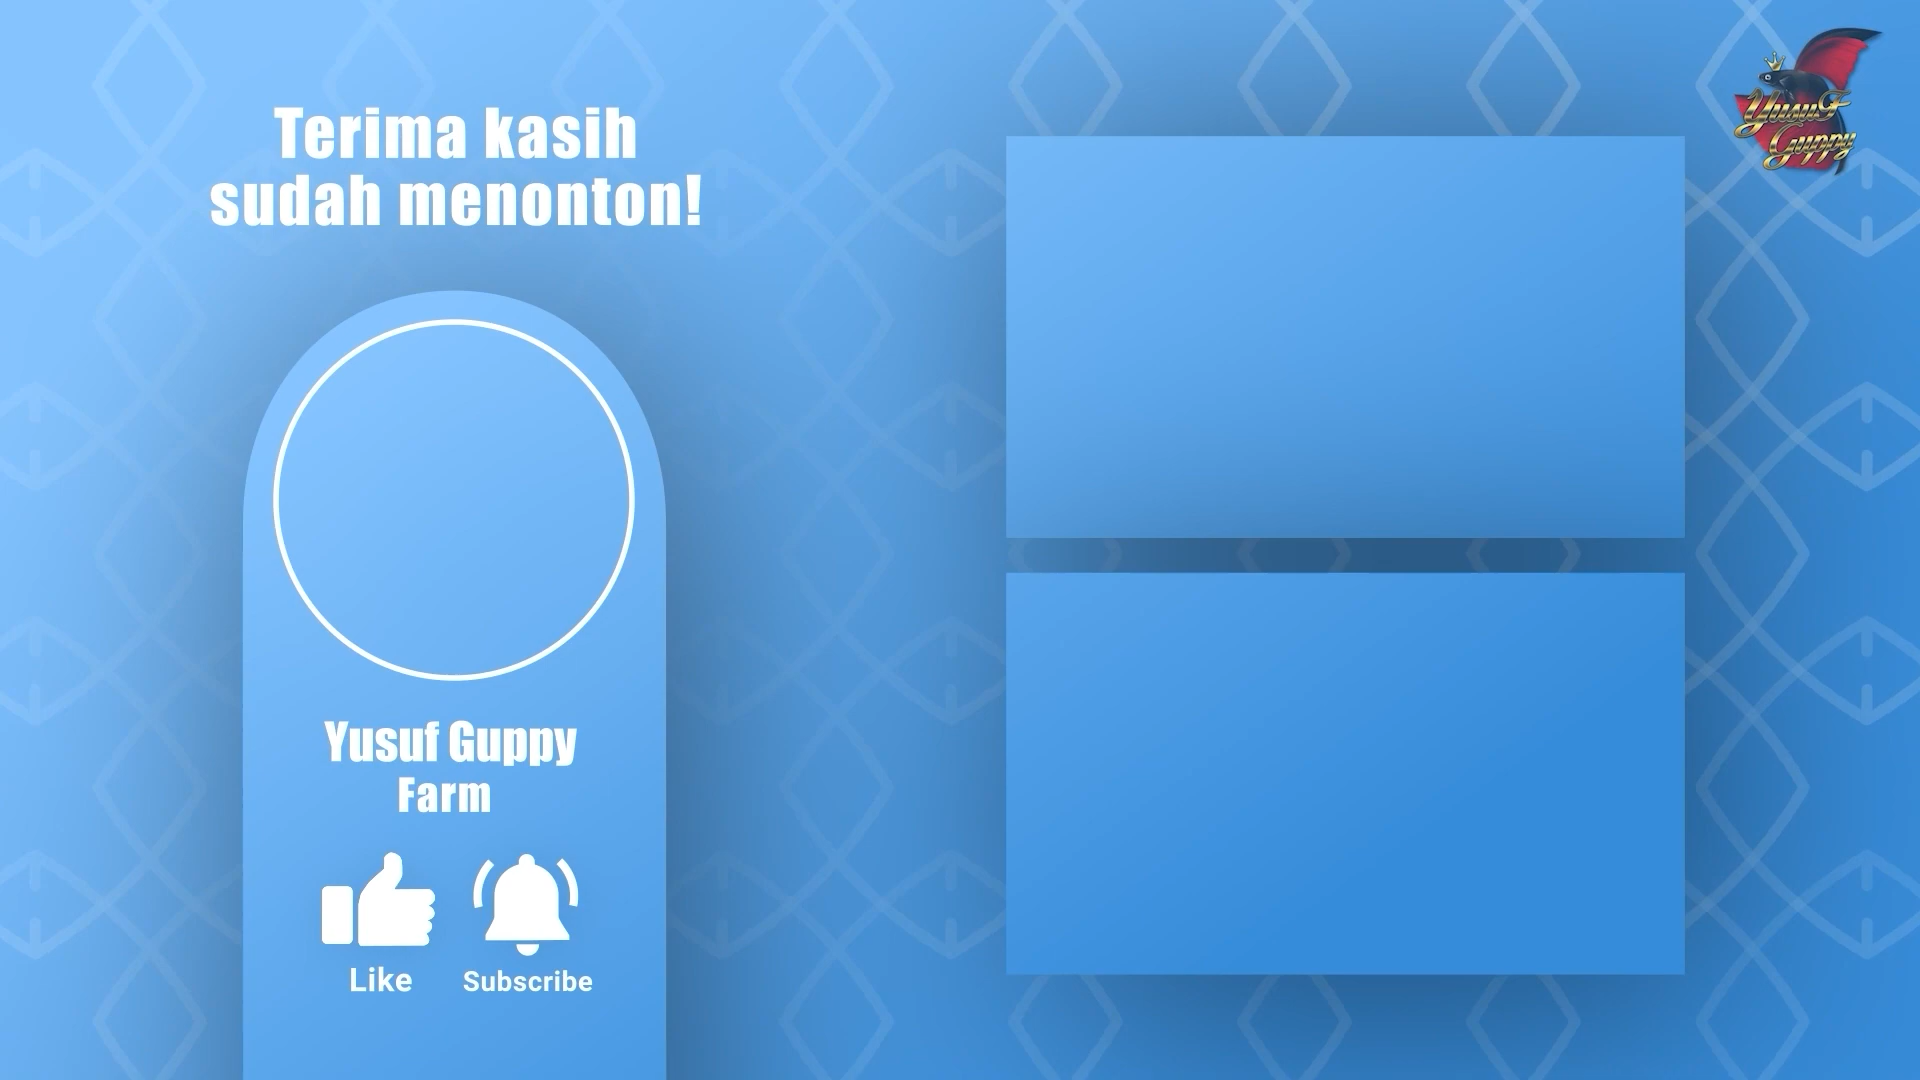 Terima kasih
sudah menonton!
Yusuf Guppy
Farm
Like
Subscribe
Yusuf
Guppy